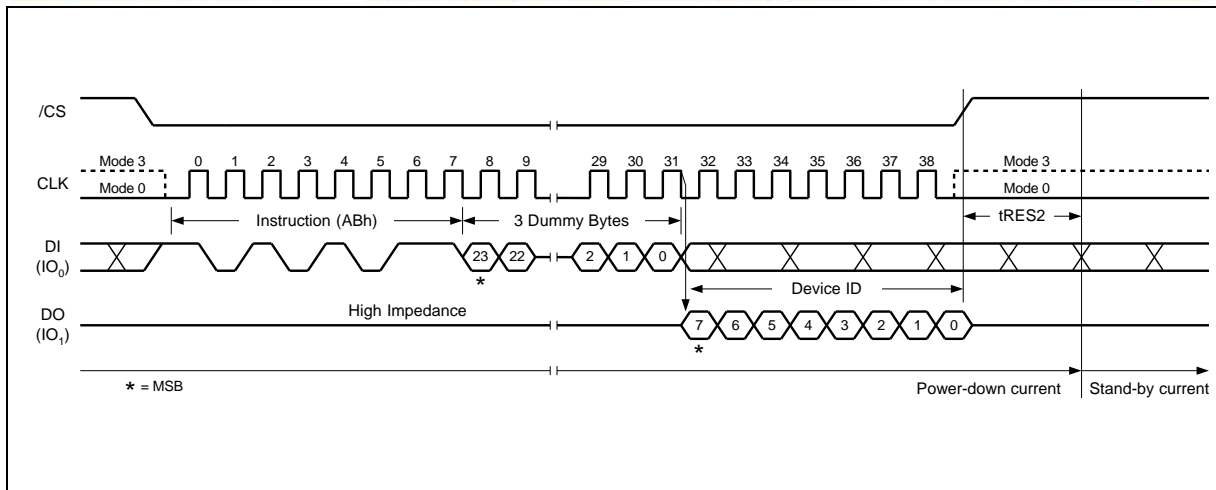 /CS
Mode 3 0 1 2 3 4 5 6 7 8 9 29 30 31 32 33 34 35 36 37 38 Mode 3
CLK Mode 0 Mode 0
Instruction (ABh) 3 Dummy Bytes tRES2
DI
(IO0) 23 22 2 1 0
*
Device ID
High Impedance
DO
(IO1) 7 6 5 4 3 2 1 0
*
* = MSB
Power-down current Stand-by current